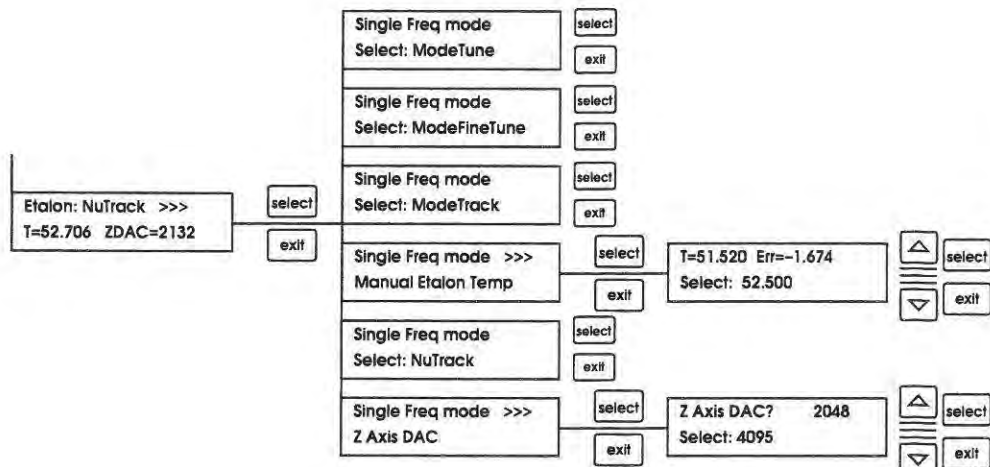 Single Freq mode
Select: ModeTune
select
exit
Single Freq mode
Select: ModeFineTune
select
exit
Single Freq mode
Select: ModeTrack
select
exit
Etalon: NuTrack >>>
T=52.706 ZDAC=2132
select
exit
Single Freq mode >>>
Manual Etalon Temp
select
exit
T=51.520 Err=−1.674
Select: 52.500
select
exit
Single Freq mode
Select: NuTrack
select
exit
Single Freq mode >>>
Z Axis DAC
select
exit
Z Axis DAC? 2048
Select: 4095
select
exit